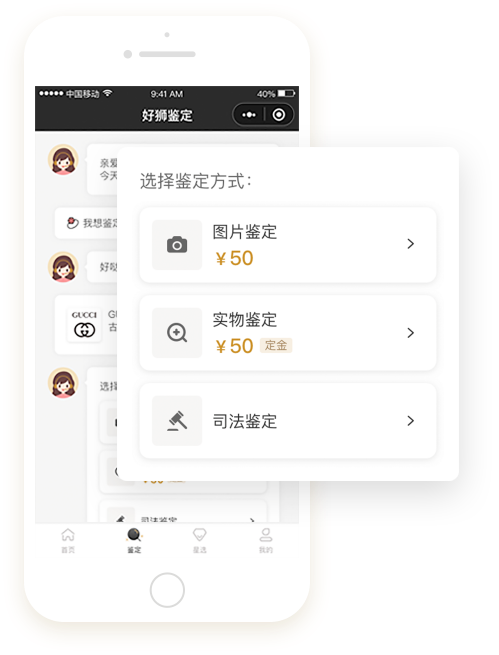 中国移动
9:41 AM
40%
好狮鉴定
亲爱
今天
我想鉴定
好哒
GUCCI
GU
古
选择
选择鉴定方式：
图片鉴定
¥50
实物鉴定
¥50 定金
司法鉴定
司法鉴定
首页
鉴定
星选
我的